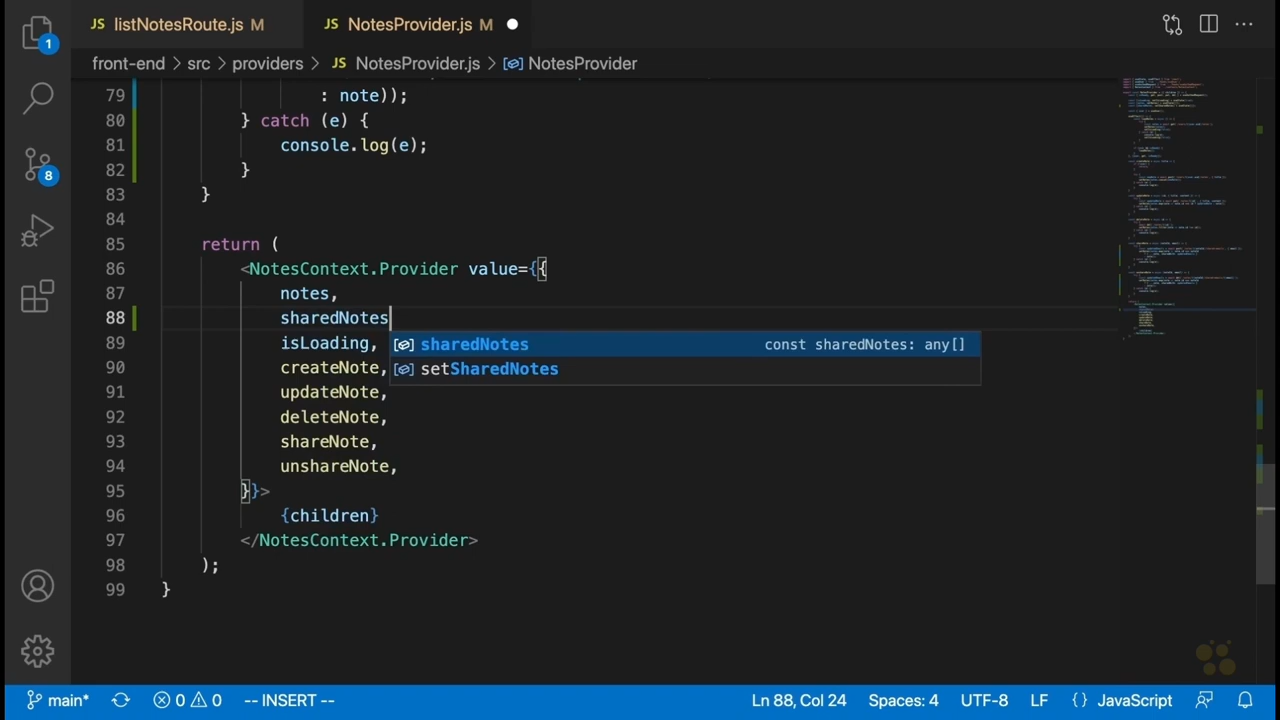 JS listNotesRoute.js M
JS NotesProvider.js M
front-end > src > providers > JS NotesProvider.js > NotesProvider
79 : note));
80 } catch (e) {
81 console.log(e);
82 }
83 }
84
85 return (
86 <NotesContext.Provider value={{
87 notes,
88 sharedNotes
89 isLoading,
90 createNote,
91 updateNote,
92 deleteNote,
93 shareNote,
94 unshareNote,
95 }}>
96 {children}
97 </NotesContext.Provider>
98 );
99 }
sharedNotes const sharedNotes: any[]
setSharedNotes
1
8
main* 0 0 -- INSERT -- Ln 88, Col 24 Spaces: 4 UTF-8 LF {} JavaScript